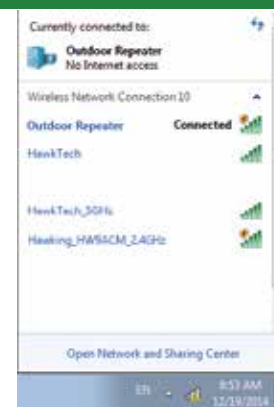 Currently connected to:
Outdoor Repeater
No Internet access
Wireless Network Connection 10
Outdoor Repeater Connected
HawkTech
HawkTech_5GHz
Hawking_HW9ACM_2.4GHz
Open Network and Sharing Center
EN 8:53 AM
12/19/2014